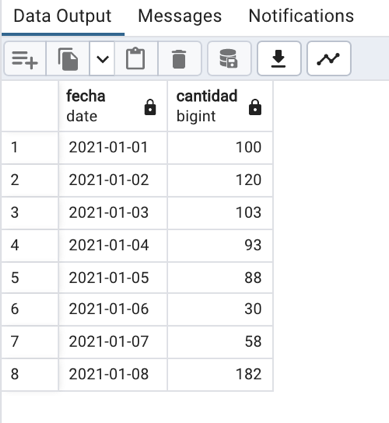 Data Output Messages Notifications
fecha cantidad
date bigint
1 2021-01-01 100
2 2021-01-02 120
3 2021-01-03 103
4 2021-01-04 93
5 2021-01-05 88
6 2021-01-06 30
7 2021-01-07 58
8 2021-01-08 182